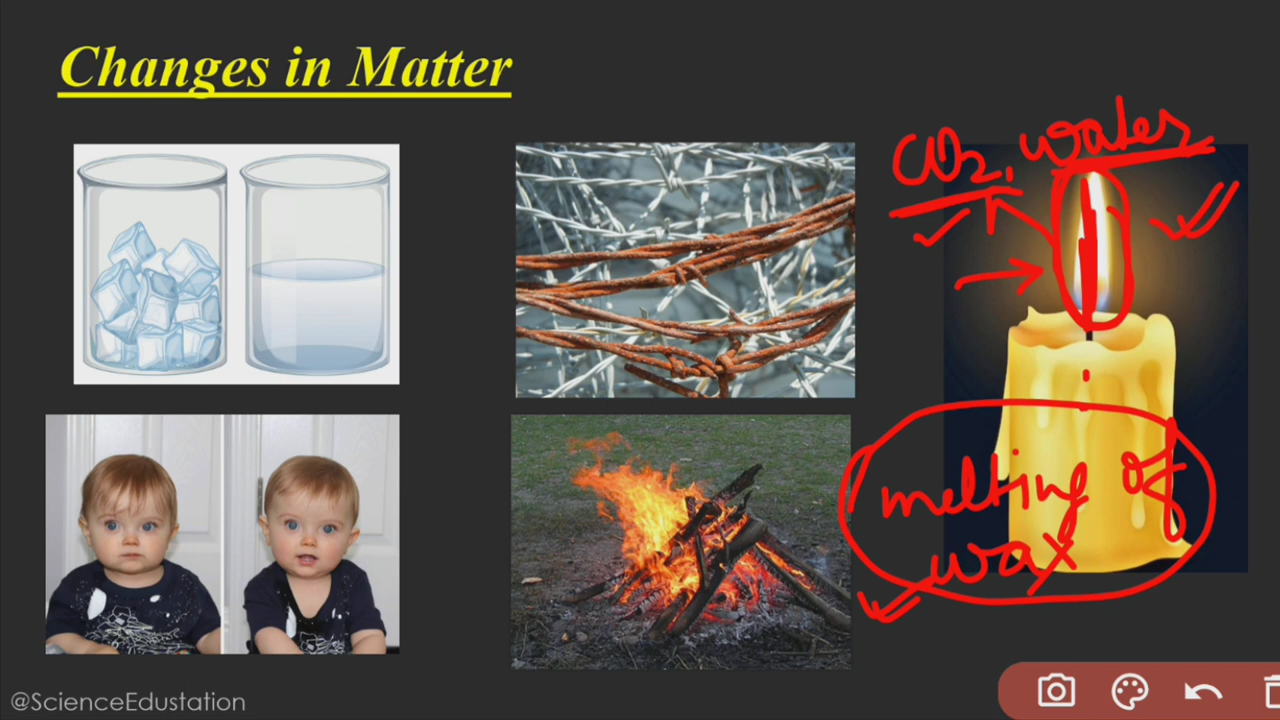 Changes in Matter
CO2, water
melting of
wax
@ScienceEdustation